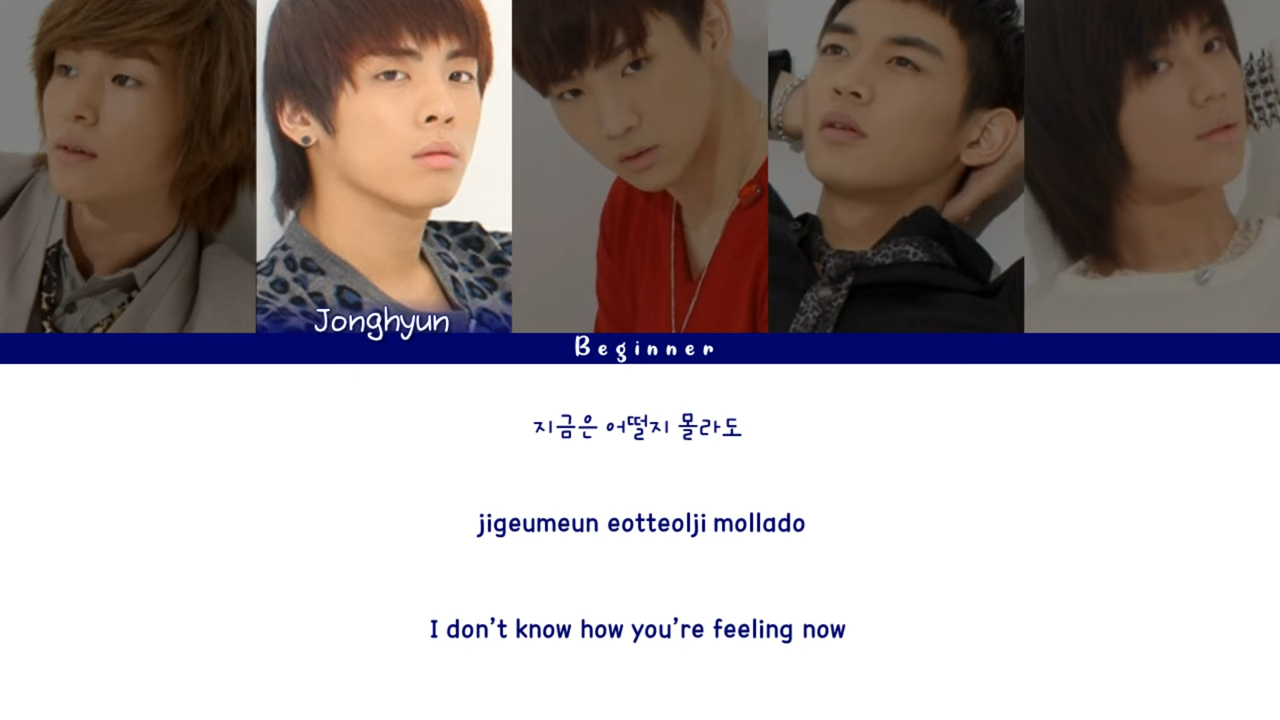 Jonghyun
Beginner
지금은 어떨지 몰라도
jigeumeun eotteolji mollado
I don't know how you're feeling now